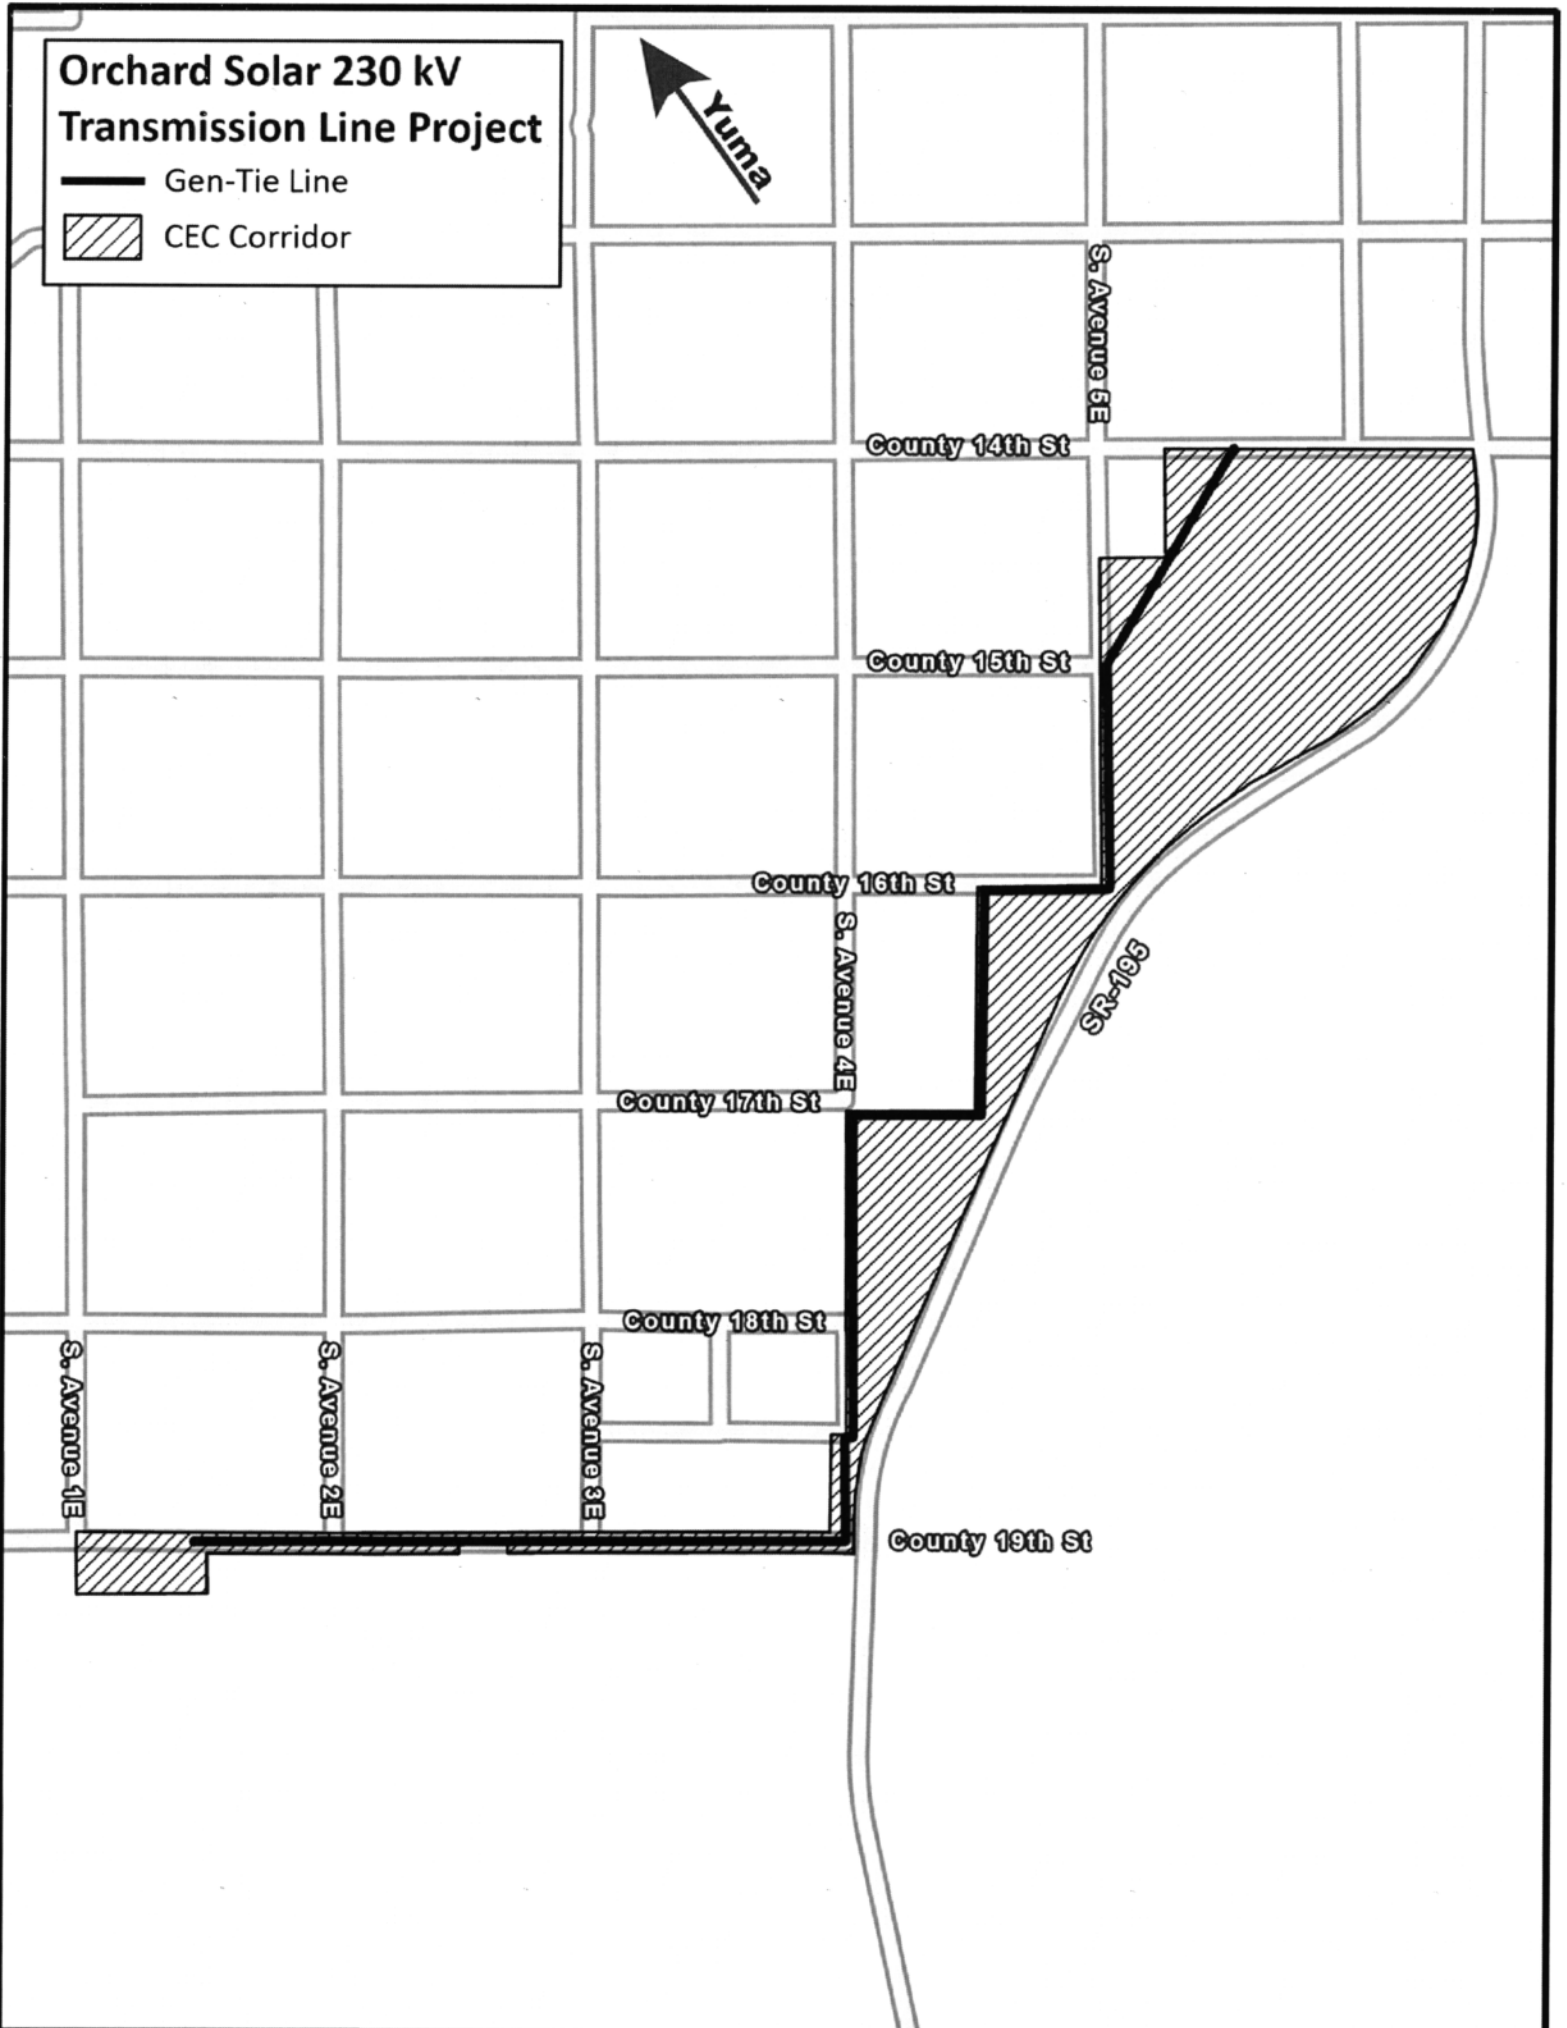 Orchard Solar 230 kV
Transmission Line Project
Gen-Tie Line
CEC Corridor
Yuma
S. Avenue 5E
County 14th St
County 15th St
County 16th St
S. Avenue 4E
SR-195
County 17th St
County 18th St
S. Avenue 1E
S. Avenue 2E
S. Avenue 3E
County 19th St